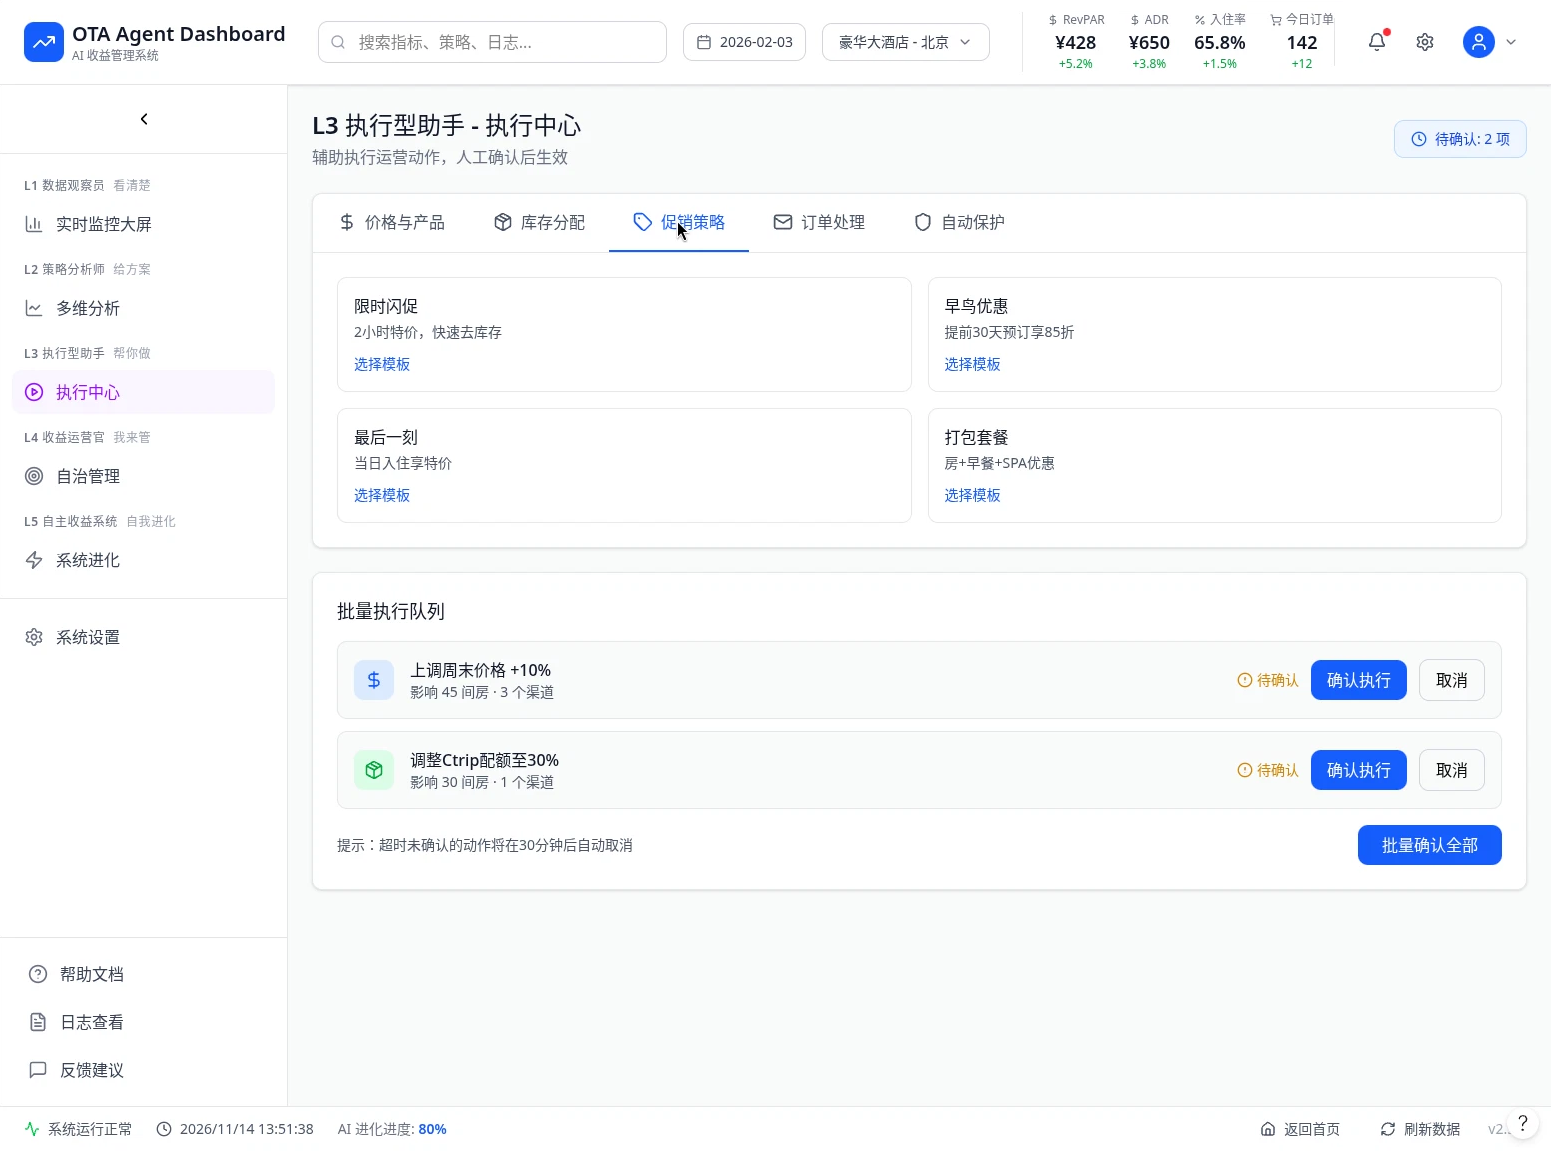 OTA Agent Dashboard
AI 收益管理系统
搜索指标、策略、日志...
2026-02-03
豪华大酒店 - 北京
RevPAR
¥428
+5.2%
ADR
¥650
+3.8%
入住率
65.8%
+1.5%
今日订单
142
+12
L1 数据观察员 看清楚
实时监控大屏
L2 策略分析师 给方案
多维分析
L3 执行型助手 帮你做
执行中心
L4 收益运营官 我来管
自治管理
L5 自主收益系统 自我进化
系统进化
系统设置
帮助文档
日志查看
反馈建议
L3 执行型助手 - 执行中心
辅助执行运营动作，人工确认后生效
待确认: 2 项
价格与产品
库存分配
促销策略
订单处理
自动保护
限时闪促
2小时特价，快速去库存
选择模板
早鸟优惠
提前30天预订享85折
选择模板
最后一刻
当日入住享特价
选择模板
打包套餐
房+早餐+SPA优惠
选择模板
批量执行队列
上调周末价格 +10%
影响 45 间房 · 3 个渠道
待确认
确认执行
取消
调整Ctrip配额至30%
影响 30 间房 · 1 个渠道
待确认
确认执行
取消
提示：超时未确认的动作将在30分钟后自动取消
批量确认全部
系统运行正常
2026/11/14 13:51:38
AI 进化进度: 80%
返回首页
刷新数据
?